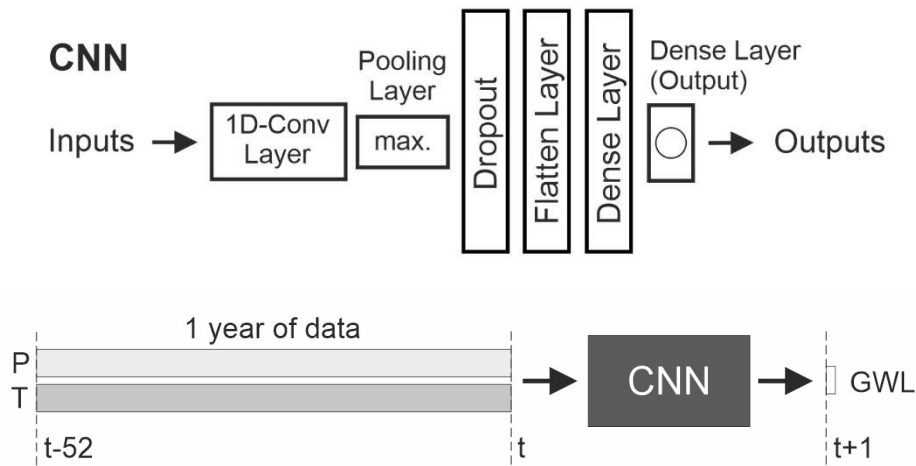 CNN
Inputs
1D-Conv
Layer
Pooling
Layer
max.
Dropout
Flatten Layer
Dense Layer
Dense Layer
(Output)
Outputs
1 year of data
P
T
t-52
t
CNN
GWL
t+1